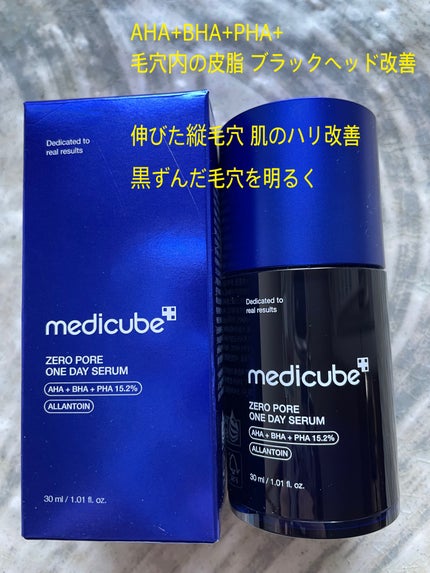 AHA+BHA+PHA+
毛穴内の皮脂 ブラックヘッド改善
伸びた縦毛穴 肌のハリ改善
黒ずんだ毛穴を明るく
Dedicated to
real results
medicube
ZERO PORE
ONE DAY SERUM
AHA + BHA + PHA 15.2%
ALLANTOIN
30 ml / 1.01 fl. oz.
Dedicated to
real results
medicube
ZERO PORE
ONE DAY SERUM
AHA + BHA + PHA 15.2%
ALLANTOIN
30 ml / 1.01 fl. oz.